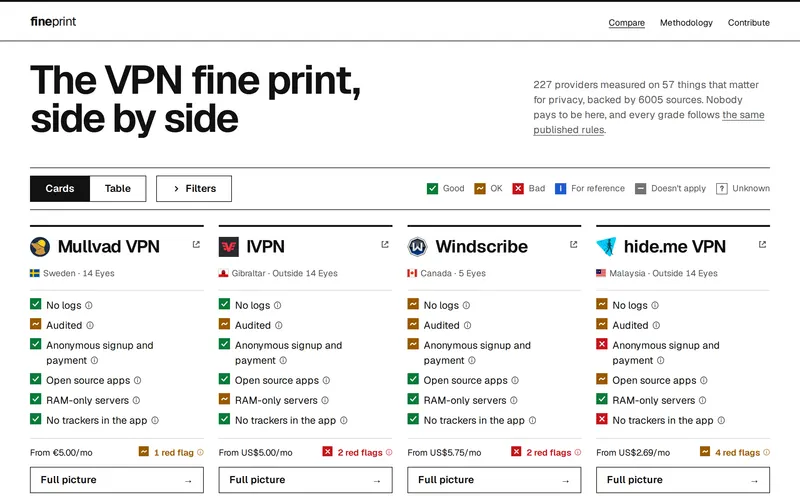 fineprint
Compare Methodology Contribute
The VPN fine print,
side by side
227 providers measured on 57 things that matter
for privacy, backed by 6005 sources. Nobody
pays to be here, and every grade follows the same
published rules.
Cards Table › Filters
Good OK Bad For reference Doesn't apply ? Unknown
Mullvad VPN
Sweden · 14 Eyes
No logs
Audited
Anonymous signup and
payment
Open source apps
RAM-only servers
No trackers in the app
From €5.00/mo 1 red flag
Full picture →
IVPN
Gibraltar · Outside 14 Eyes
No logs
Audited
Anonymous signup and
payment
Open source apps
RAM-only servers
No trackers in the app
From US$5.00/mo 2 red flags
Full picture →
Windscribe
Canada · 5 Eyes
No logs
Audited
Anonymous signup and
payment
Open source apps
RAM-only servers
No trackers in the app
From US$5.75/mo 2 red flags
Full picture →
hide.me VPN
Malaysia · Outside 14 Eyes
No logs
Audited
Anonymous signup and
payment
Open source apps
RAM-only servers
No trackers in the app
From US$2.69/mo 4 red flags
Full picture →